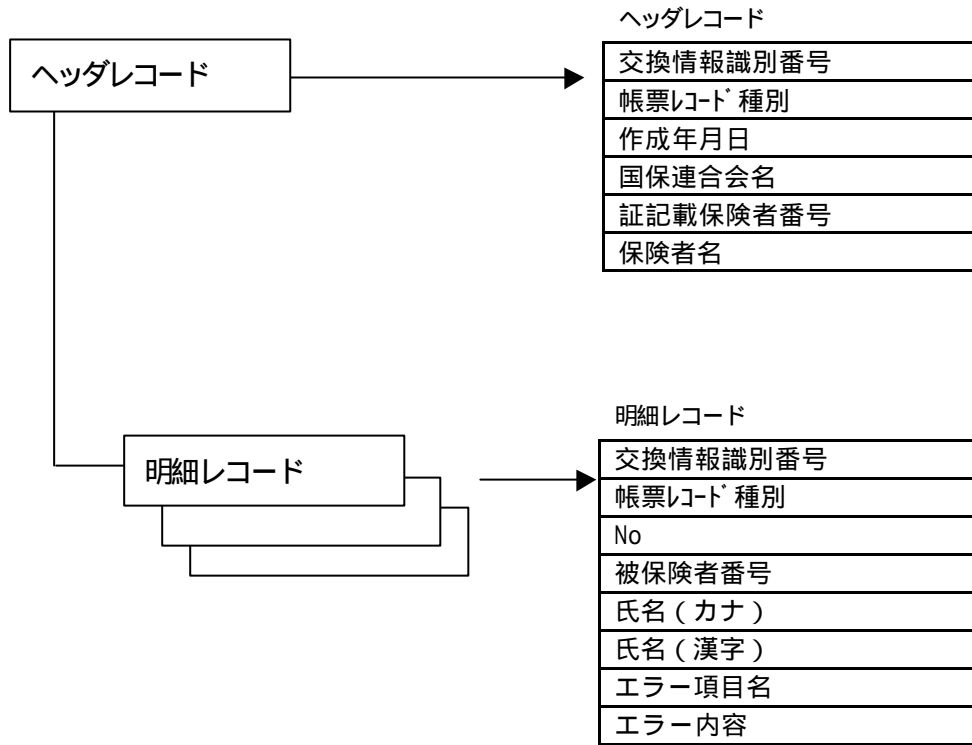 ヘッダレコード
ヘッダレコード
交換情報識別番号
帳票ﾚｺｰﾄﾞ種別
作成年月日
国保連合会名
証記載保険者番号
保険者名
明細レコード
明細レコード
交換情報識別番号
帳票ﾚｺｰﾄﾞ種別
No
被保険者番号
氏名(カナ)
氏名(漢字)
エラー項目名
エラー内容